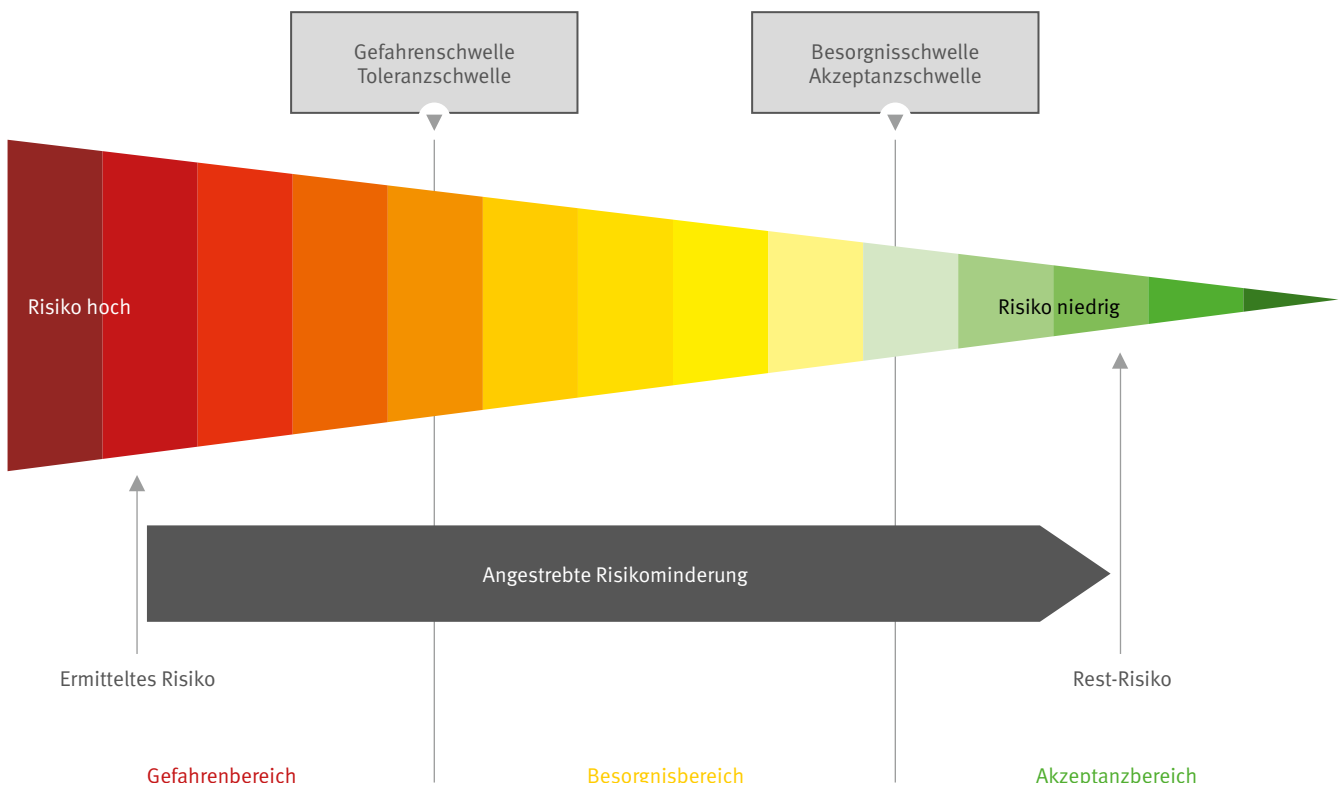 Gefahrenschwelle
Toleranzschwelle
Besorgnisschwelle
Akzeptanzschwelle
Risiko hoch
Risiko niedrig
Angestrebte Risikominderung
Ermitteltes Risiko
Rest-Risiko
Gefahrenbereich
Besorgnisbereich
Akzeptanzbereich